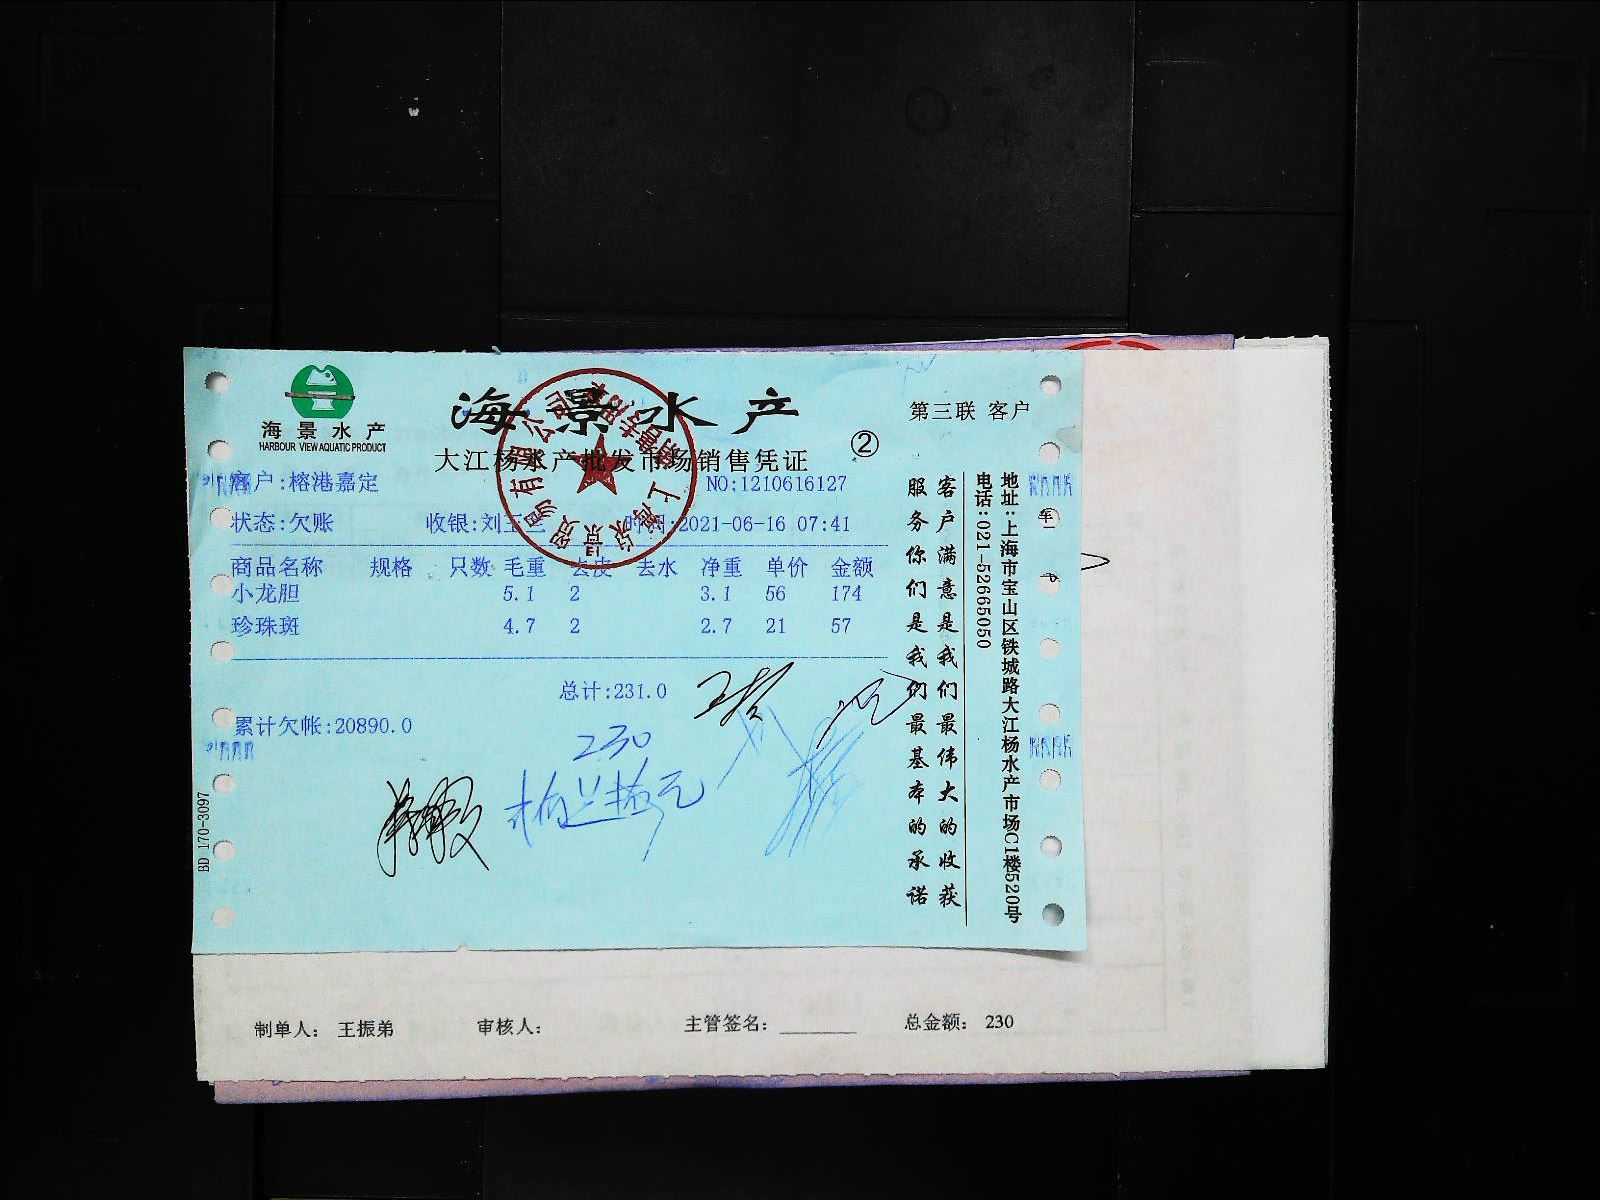 海景水产
HARBOUR VIEW AQUATIC PRODUCT
海景水产
第三联 客户
②
大江杨水产批发市场销售凭证
客户:榕港嘉定
NO:1210616127
状态:欠账 收银:刘玉兰 时间:2021-06-16 07:41
商品名称 规格 只数 毛重 去皮 去水 净重 单价 金额
小龙胆 5.1 2 3.1 56 174
珍珠斑 4.7 2 2.7 21 57
总计:231.0
累计欠帐:20890.0
230
客户满意是我们最伟大的收获
服务你们是我们最基本的承诺
地址:上海市宝山区铁城路大江杨水产市场C1楼520号
电话:021-52665050
BD 170-3097
制单人: 王振弟 审核人: 主管签名: 总金额: 230